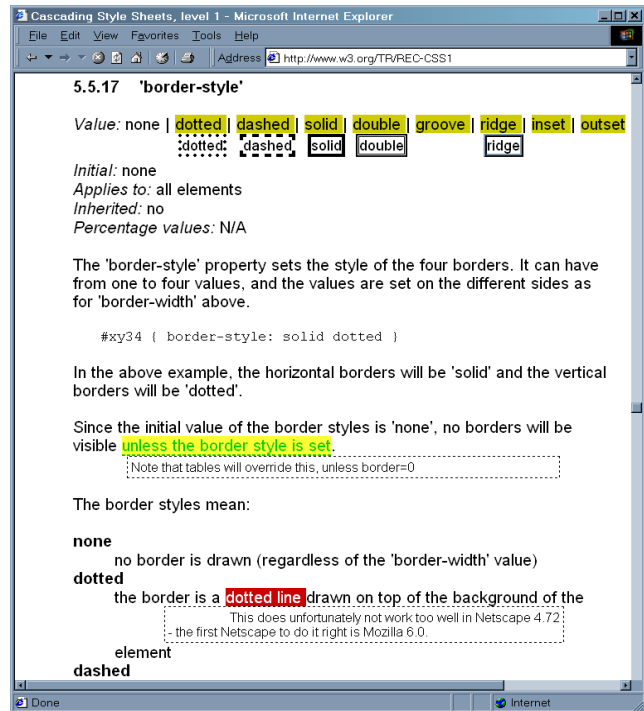 Cascading Style Sheets, level 1 - Microsoft Internet Explorer
File Edit View Favorites Tools Help
Address http://www.w3.org/TR/REC-CSS1
5.5.17 'border-style'
Value: none | dotted | dashed | solid | double | groove | ridge | inset | outset
dotted dashed solid double ridge
Initial: none
Applies to: all elements
Inherited: no
Percentage values: N/A
The 'border-style' property sets the style of the four borders. It can have
from one to four values, and the values are set on the different sides as
for 'border-width' above.
#xy34 { border-style: solid dotted }
In the above example, the horizontal borders will be 'solid' and the vertical
borders will be 'dotted'.
Since the initial value of the border styles is 'none', no borders will be
visible unless the border style is set.
Note that tables will override this, unless border=0
The border styles mean:
none
no border is drawn (regardless of the 'border-width' value)
dotted
the border is a dotted line drawn on top of the background of the
This does unfortunately not work too well in Netscape 4.72
- the first Netscape to do it right is Mozilla 6.0.
element
dashed
Done Internet